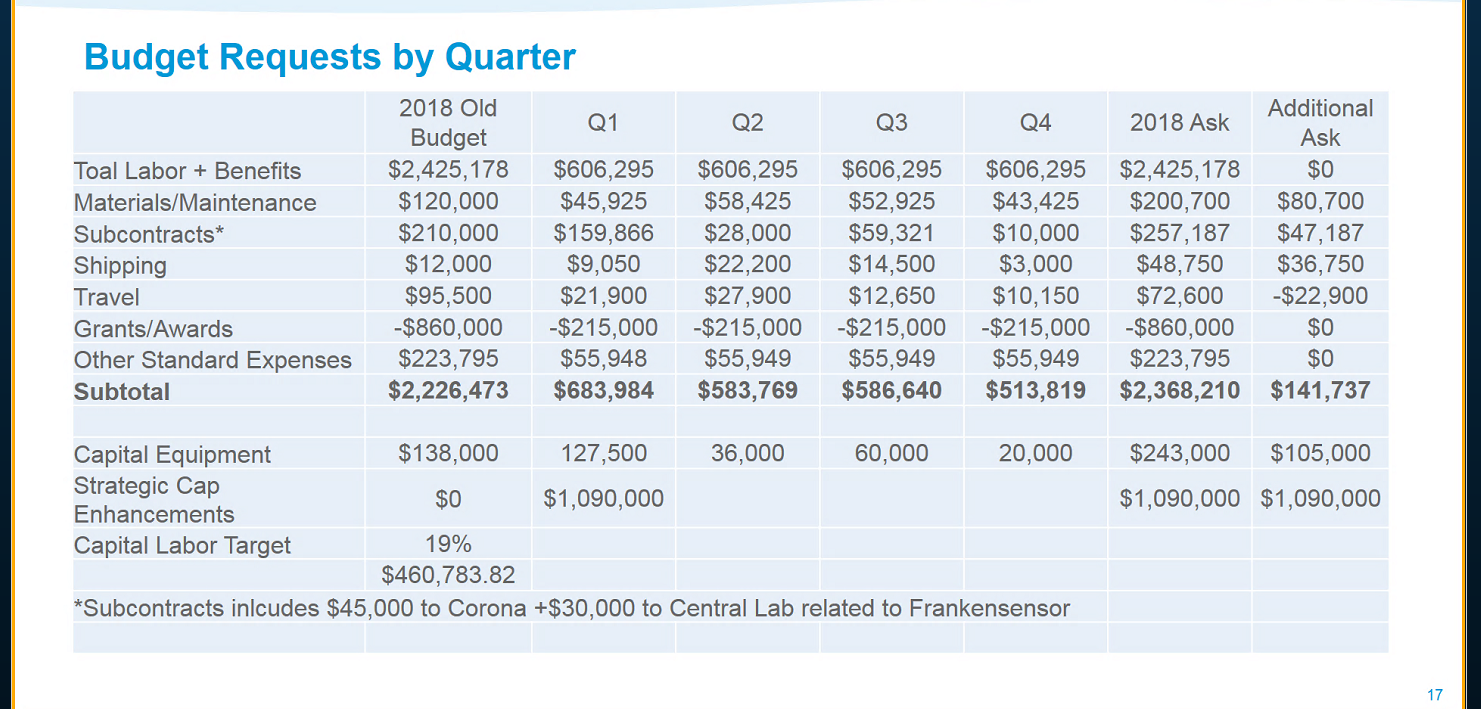 Budget Requests by Quarter
2018 Old Budget Q1 Q2 Q3 Q4 2018 Ask Additional Ask
Toal Labor + Benefits $2,425,178 $606,295 $606,295 $606,295 $606,295 $2,425,178 $0
Materials/Maintenance $120,000 $45,925 $58,425 $52,925 $43,425 $200,700 $80,700
Subcontracts* $210,000 $159,866 $28,000 $59,321 $10,000 $257,187 $47,187
Shipping $12,000 $9,050 $22,200 $14,500 $3,000 $48,750 $36,750
Travel $95,500 $21,900 $27,900 $12,650 $10,150 $72,600 -$22,900
Grants/Awards -$860,000 -$215,000 -$215,000 -$215,000 -$215,000 -$860,000 $0
Other Standard Expenses $223,795 $55,948 $55,949 $55,949 $55,949 $223,795 $0
Subtotal $2,226,473 $683,984 $583,769 $586,640 $513,819 $2,368,210 $141,737
Capital Equipment $138,000 127,500 36,000 60,000 20,000 $243,000 $105,000
Strategic Cap Enhancements $0 $1,090,000 $1,090,000 $1,090,000
Capital Labor Target 19%
$460,783.82
*Subcontracts inlcudes $45,000 to Corona +$30,000 to Central Lab related to Frankensensor
17